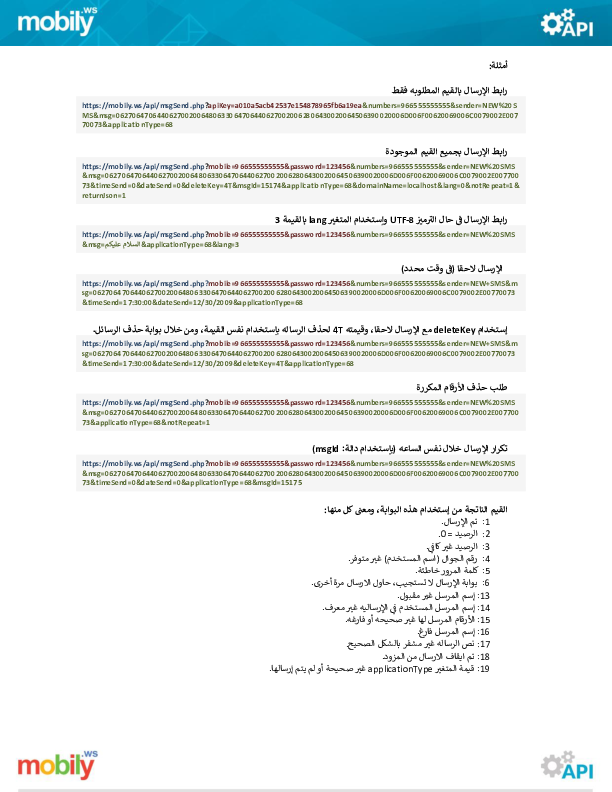 mobily.ws
API
أمثلة:
رابط الإرسال بالقيم المطلوبه فقط
https://mobily.ws/api/msgSend.php?apiKey=a010a5acb42537e154878965fb6a19ea&numbers=966555555555&sender=NEW%20S
MS&msg=06270647064406270020064806330647064406270020062806430020064506390020006D006F00620069006C0079002E007
70073&applicationType=68
رابط الإرسال بجميع القيم الموجودة
https://mobily.ws/api/msgSend.php?mobile=966555555555&password=123456&numbers=966555555555&sender=NEW%20SMS
&msg=06270647064406270020064806330647064406270020062806430020064506390020006D006F00620069006C0079002E00770
073&timeSend=0&dateSend=0&deleteKey=4T&msgId=15174&applicationType=68&domainName=localhost&lang=0&notRepeat=1&
returnJson=1
رابط الإرسال في حال الترميز UTF-8 وإستخدام المتغير lang بالقيمة 3
https://mobily.ws/api/msgSend.php?mobile=966555555555&password=123456&numbers=966555555555&sender=NEW%20SMS
&msg=السلام عليكم&applicationType=68&lang=3
الإرسال لاحقا (في وقت محدد)
https://mobily.ws/api/msgSend.php?mobile=966555555555&password=123456&numbers=966555555555&sender=NEW+SMS&m
sg=06270647064406270020064806330647064406270020062806430020064506390020006D006F00620069006C0079002E00770073
&timeSend=17:30:00&dateSend=12/30/2009&applicationType=68
إستخدام deleteKey مع الإرسال لاحقا، وقيمته 4T لحذف الرساله بإستخدام نفس القيمة، ومن خلال بوابة حذف الرسائل.
https://mobily.ws/api/msgSend.php?mobile=966555555555&password=123456&numbers=966555555555&sender=NEW+SMS&m
sg=06270647064406270020064806330647064406270020062806430020064506390020006D006F00620069006C0079002E00770073
&timeSend=17:30:00&dateSend=12/30/2009&deleteKey=4T&applicationType=68
طلب حذف الأرقام المكررة
https://mobily.ws/api/msgSend.php?mobile=966555555555&password=123456&numbers=966555555555&sender=NEW%20SMS
&msg=06270647064406270020064806330647064406270020062806430020064506390020006D006F00620069006C0079002E007700
73&applicationType=68&notRepeat=1
تكرار الإرسال خلال نفس الساعه (بإستخدام دالة: msgId)
https://mobily.ws/api/msgSend.php?mobile=966555555555&password=123456&numbers=966555555555&sender=NEW%20SMS
&msg=06270647064406270020064806330647064406270020062806430020064506390020006D006F00620069006C0079002E007700
73&timeSend=0&dateSend=0&applicationType=68&msgId=15175
القيم الناتجة من إستخدام هذه البوابة، ومعنى كل منها:
1: تم الإرسال.
2: الرصيد = 0.
3: الرصيد غير كافي.
4: رقم الجوال (اسم المستخدم) غير متوفر.
5: كلمة المرور خاطئة.
6: بوابة الإرسال لا تستجيب، حاول الارسال مرة أخرى.
13: إسم المرسل غير مقبول.
14: إسم المرسل المستخدم في الإرساليه غير معرف.
15: الأرقام المرسل لها غير صحيحه أو فارغه.
16: إسم المرسل فارغ.
17: نص الرساله غير مشفر بالشكل الصحيح.
18: تم ايقاف الارسال من المزود.
19: قيمة المتغير applicationType غير صحيحة أو لم يتم إرسالها.
mobily.ws
API